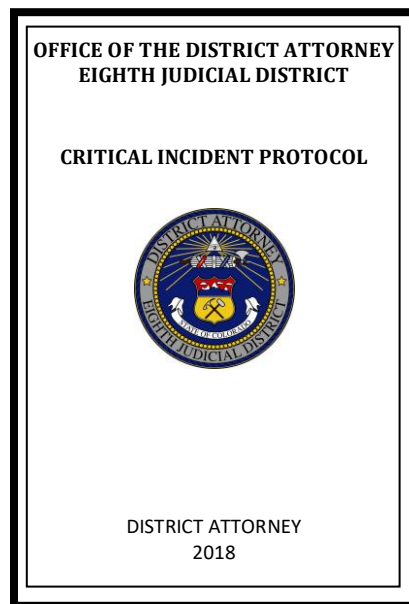 OFFICE OF THE DISTRICT ATTORNEY
EIGHTH JUDICIAL DISTRICT
CRITICAL INCIDENT PROTOCOL
DISTRICT ATTORNEY
STATE OF COLORADO
EIGHTH JUDICIAL DISTRICT
DISTRICT ATTORNEY
2018